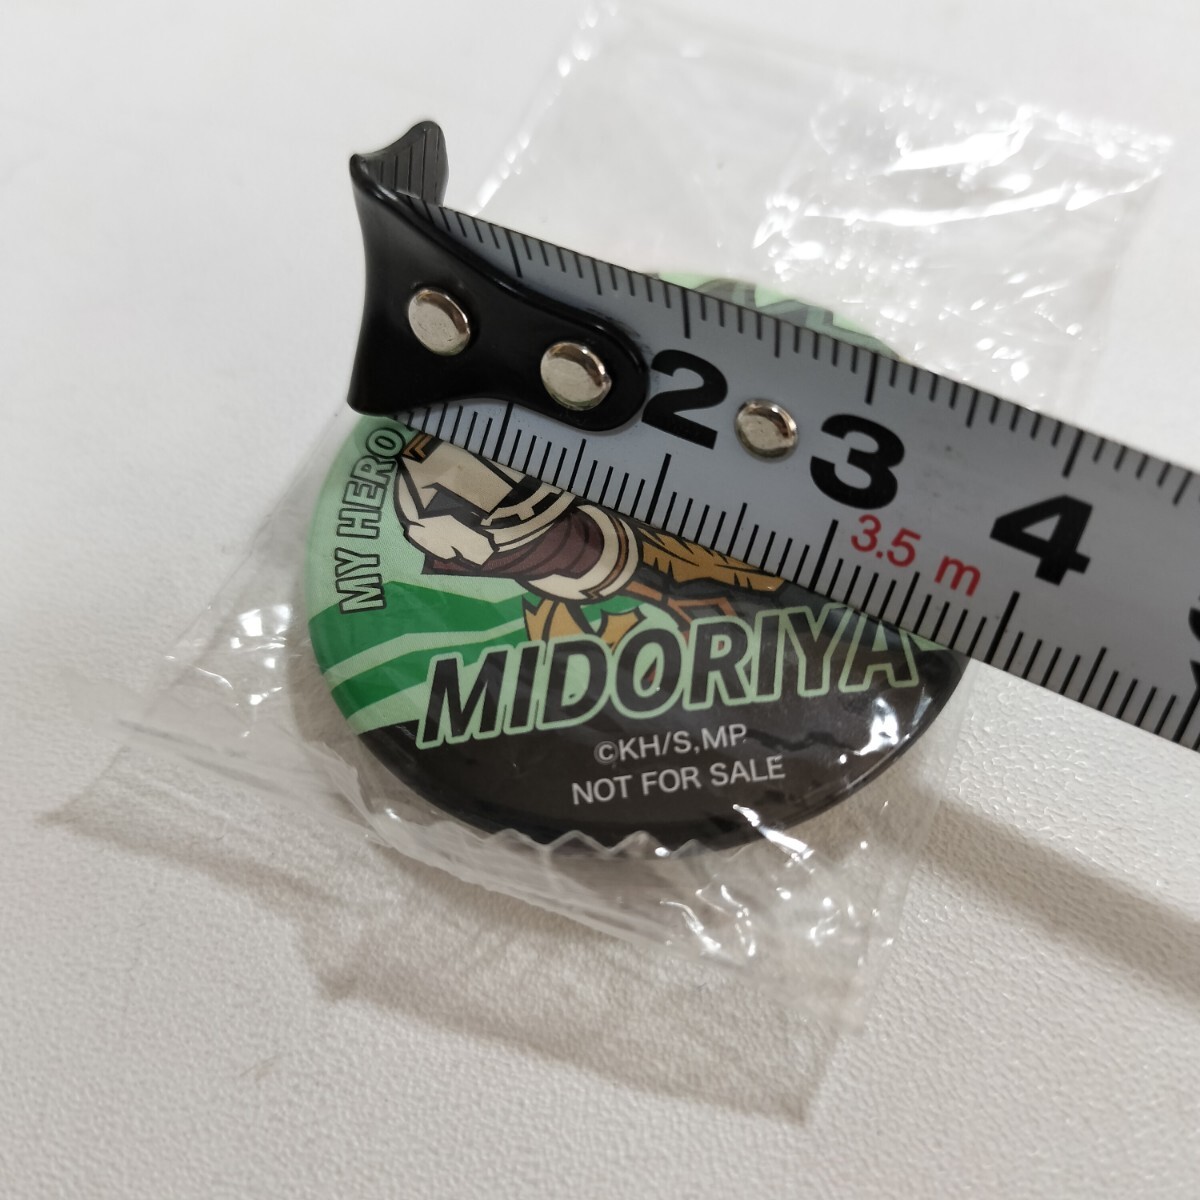 2
3
4
3.5 m
MY HERO
MIDORIYA
©KH/S,MP
NOT FOR SALE